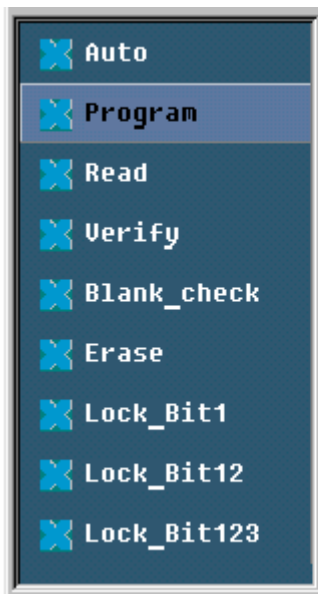 Auto
Program
Read
Verify
Blank_check
Erase
Lock_Bit1
Lock_Bit12
Lock_Bit123